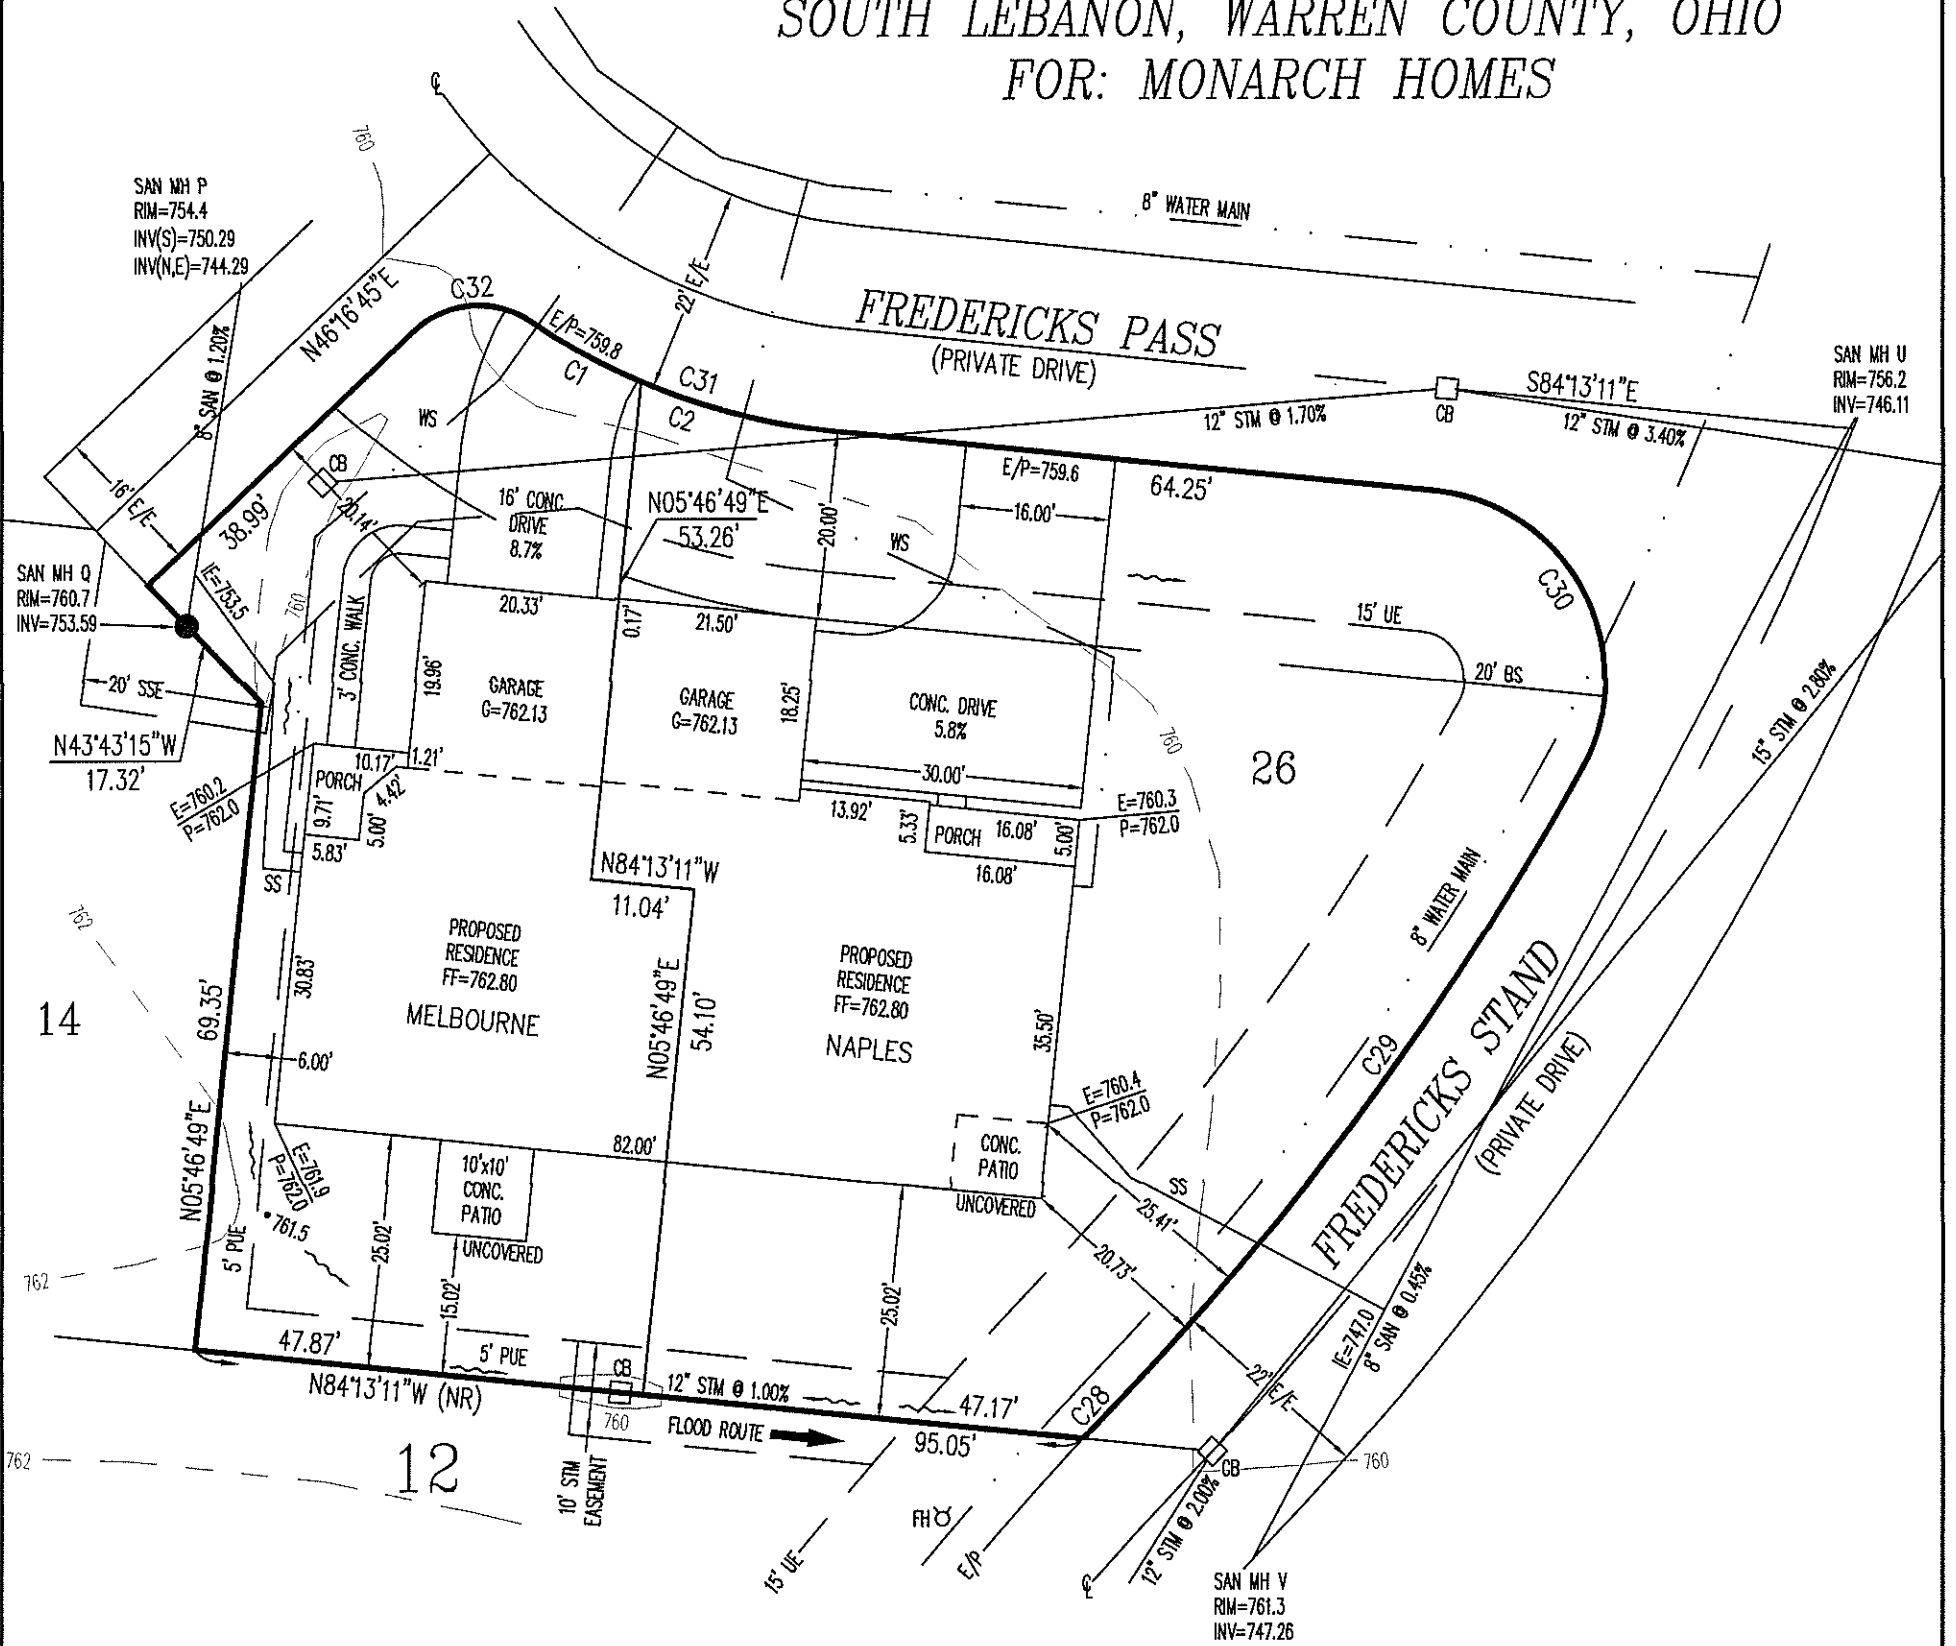 SOUTH LEBANON, WARREN COUNTY, OHIO
FOR: MONARCH HOMES
℄
760
SAN MH P
RIM=754.4
INV(S)=750.29
INV(N,E)=744.29
8" WATER MAIN
22' E/E
N46°16'45"E
C32
E/P=759.8
C1
C31
C2
FREDERICKS PASS
(PRIVATE DRIVE)
SAN MH U
RIM=756.2
INV=746.11
S84°13'11"E
CB
12" STM @ 1.70%
12" STM @ 3.40%
8" SAN @ 1.20%
WS
CB
E/P=759.6
64.25'
16' E/E
38.99'
20.14'
16' CONC.
DRIVE
8.7%
N05°46'49"E
53.26'
20.00'
16.00'
WS
C30
SAN MH Q
RIM=760.7
INV=753.59
IE=753.5
760
3' CONC. WALK
20.33'
0.17'
21.50'
15' UE
20' SSE
19.96'
GARAGE
G=762.13
GARAGE
G=762.13
18.25'
CONC. DRIVE
5.8%
20' BS
15" STM @ 2.80%
N43°43'15"W
17.32'
760
26
10.17'
1.21'
PORCH
4.42'
9.71'
5.00'
5.83'
E=760.2
P=762.0
30.00'
13.92'
5.33'
PORCH
16.08'
5.00'
16.08'
E=760.3
P=762.0
SS
N84°13'11"W
11.04'
762
8" WATER MAIN
PROPOSED
RESIDENCE
FF=762.80
MELBOURNE
PROPOSED
RESIDENCE
FF=762.80
NAPLES
30.83'
14
69.35'
N05°46'49"E
6.00'
N05°46'49"E
54.10'
35.50'
C29
FREDERICKS STAND
(PRIVATE DRIVE)
E=760.4
P=762.0
CONC.
PATIO
UNCOVERED
82.00'
10'x10'
CONC.
PATIO
UNCOVERED
E=761.9
P=762.0
761.5
5' PUE
25.02'
15.02'
25.02'
SS
25.41'
20.73'
762
IE=747.0
8" SAN @ 0.45%
47.87'
5' PUE
CB
12" STM @ 1.00%
N84°13'11"W (NR)
760
FLOOD ROUTE
47.17'
95.05'
C28
22' E/E
762
12
10' STM
EASEMENT
CB
760
FH
15' UE
E/P
℄
12" STM @ 2.00%
SAN MH V
RIM=761.3
INV=747.26